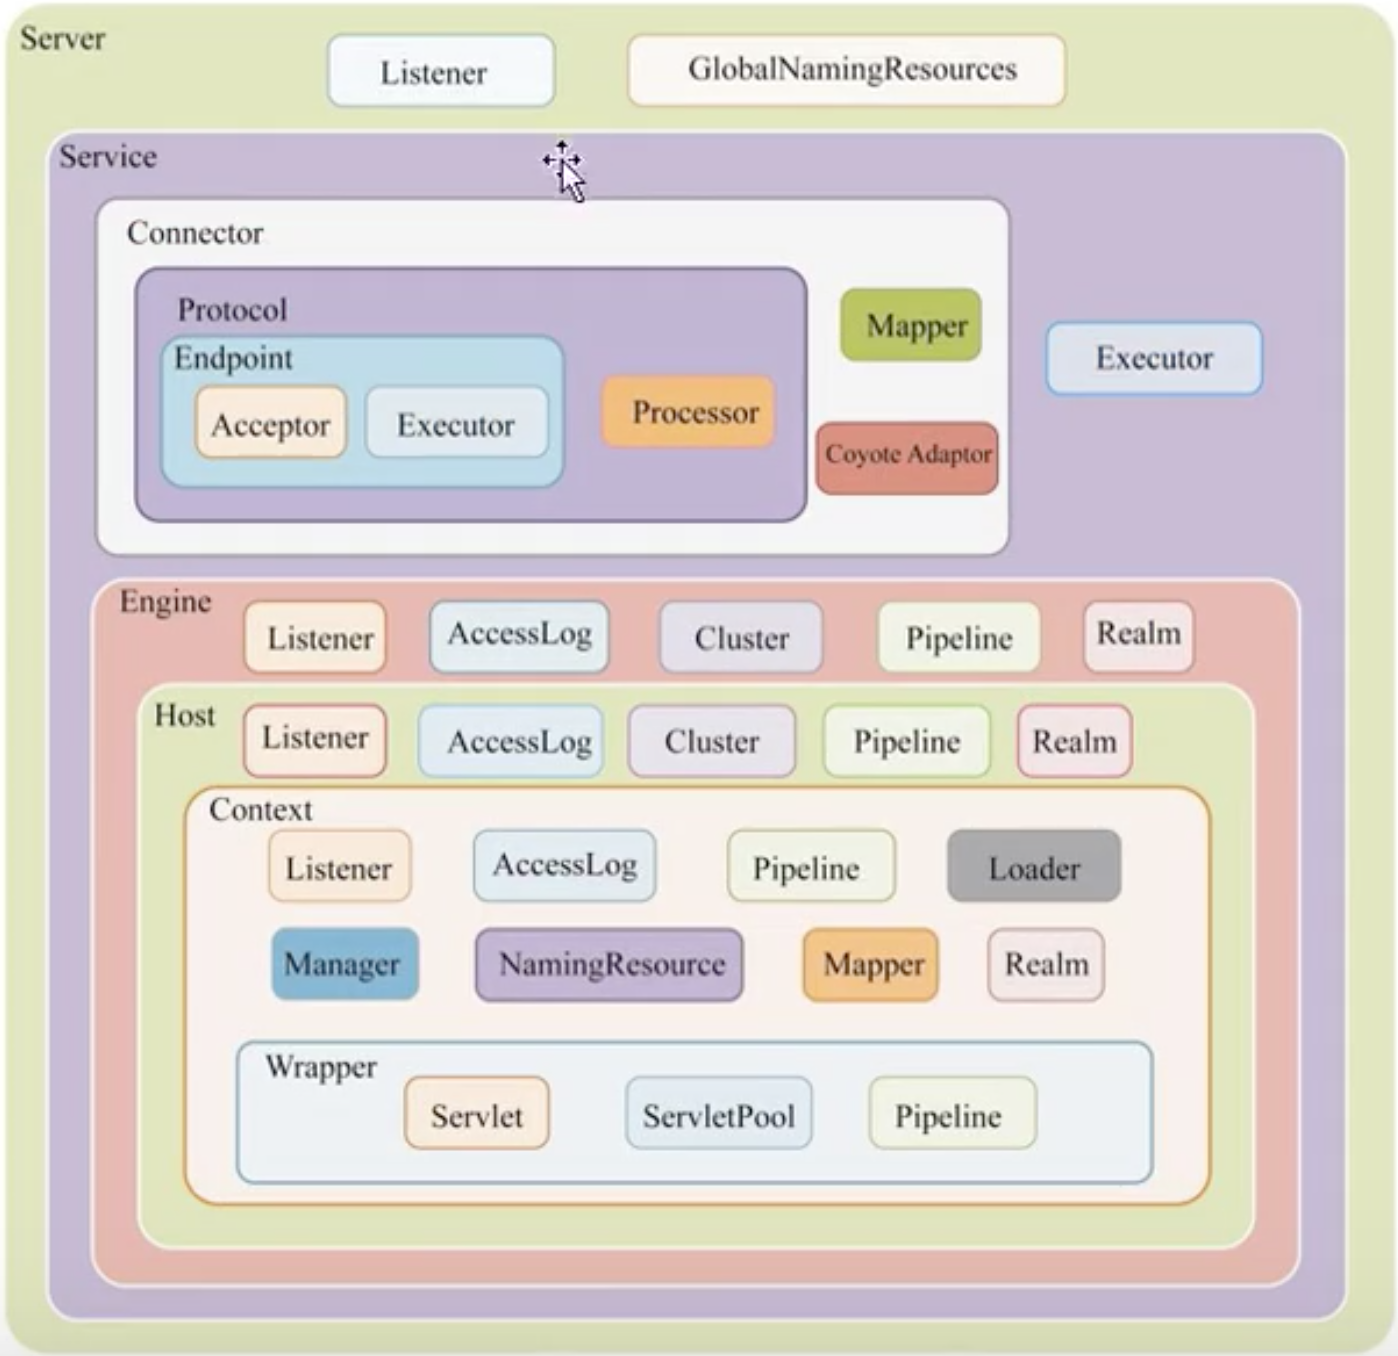 Server
Listener
GlobalNamingResources
Service
Connector
Protocol
Mapper
Endpoint
Executor
Acceptor
Executor
Processor
Coyote Adaptor
Engine
Listener
AccessLog
Cluster
Pipeline
Realm
Host
Listener
AccessLog
Cluster
Pipeline
Realm
Context
Listener
AccessLog
Pipeline
Loader
Manager
NamingResource
Mapper
Realm
Wrapper
Servlet
ServletPool
Pipeline